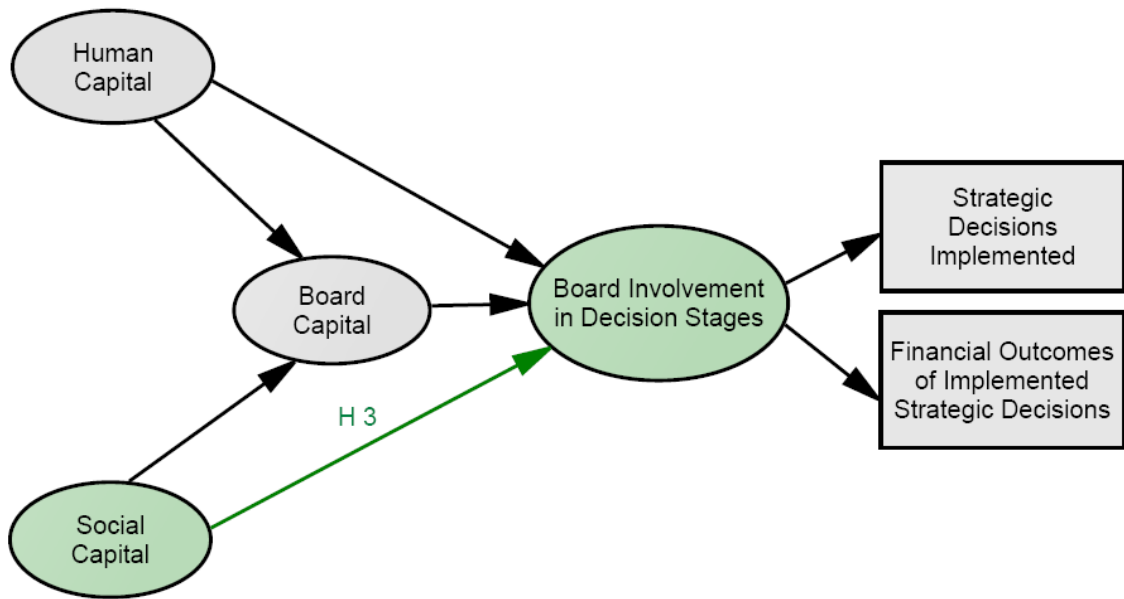 Human
Capital
Board
Capital
Board Involvement
in Decision Stages
Strategic
Decisions
Implemented
Financial Outcomes
of Implemented
Strategic Decisions
H 3
Social
Capital